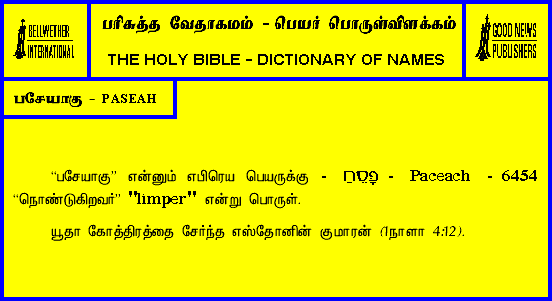 BELLWETHER
INTERNATIONAL
பரிசுத்த வேதாகமம் - பெயர் பொருள்விளக்கம்
THE HOLY BIBLE - DICTIONARY OF NAMES
GOOD NEWS
PUBLISHERS
பசேயாகு - PASEAH
“பசேயாகு” என்னும் எபிரெய பெயருக்கு - פָּסֵחַ - Paceach - 6454
“நொண்டுகிறவர்” "limper" என்று பொருள்.
யூதா கோத்திரத்தை சேர்ந்த எஸ்தோனின் குமாரன் (1நாளா 4:12).